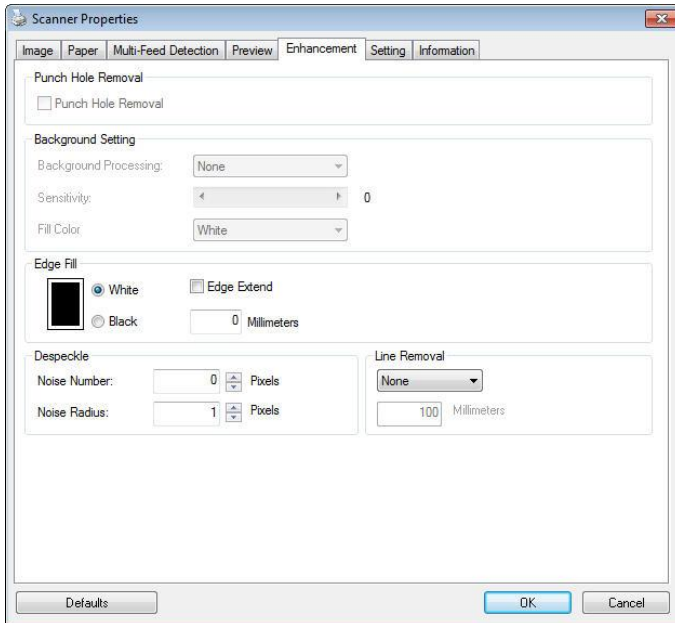 Scanner Properties
Image Paper Multi-Feed Detection Preview Enhancement Setting Information
Punch Hole Removal
Punch Hole Removal
Background Setting
Background Processing: None
Sensitivity: 0
Fill Color White
Edge Fill
White Edge Extend
Black 0 Millimeters
Despeckle Line Removal
Noise Number: 0 Pixels None
Noise Radius: 1 Pixels 100 Millimeters
Defaults OK Cancel